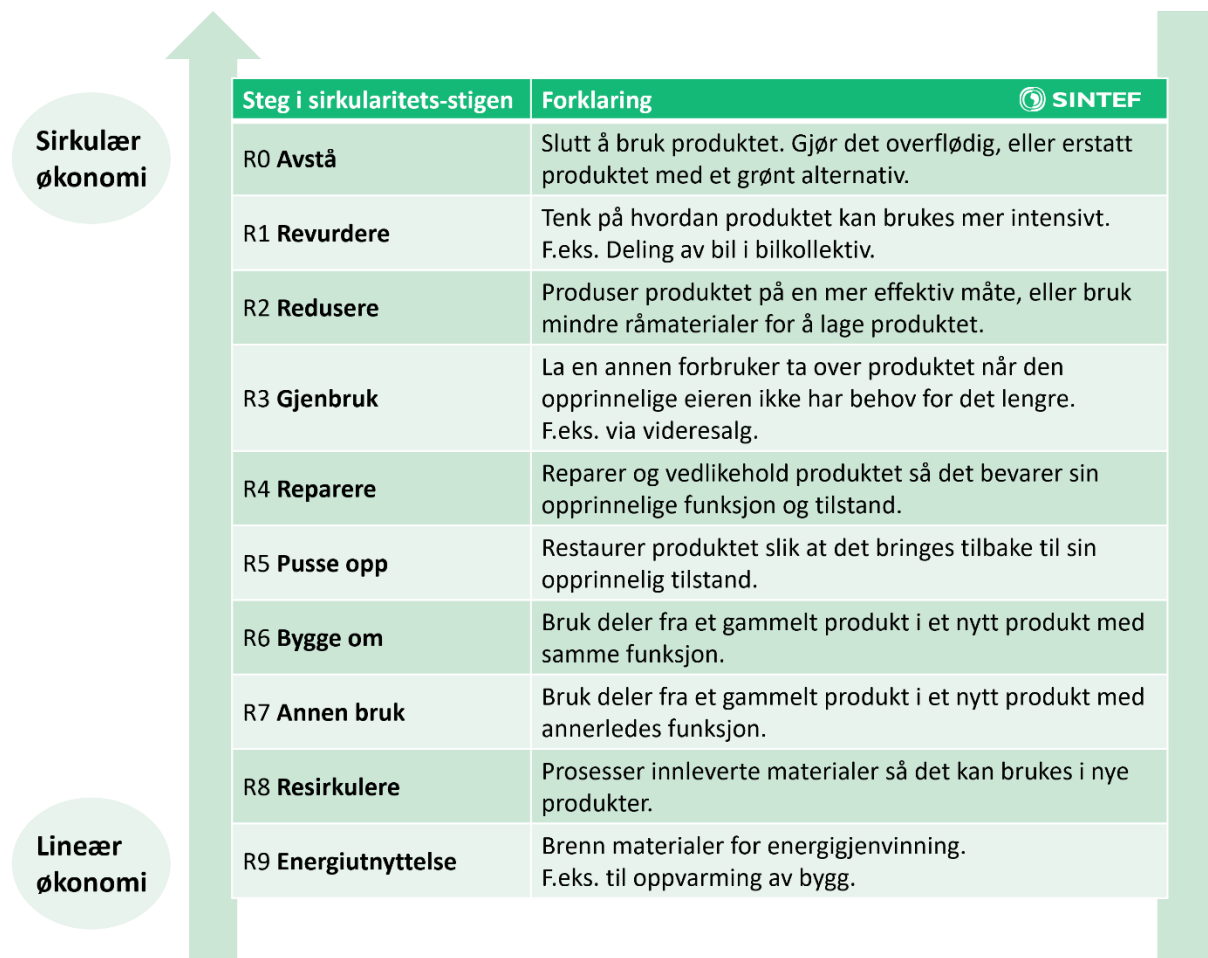 Sirkulær
økonomi
Lineær
økonomi
Steg i sirkularitets-stigen
Forklaring
SINTEF
R0 Avstå
Slutt å bruk produktet. Gjør det overflødig, eller erstatt
produktet med et grønt alternativ.
R1 Revurdere
Tenk på hvordan produktet kan brukes mer intensivt.
F.eks. Deling av bil i bilkollektiv.
R2 Redusere
Produser produktet på en mer effektiv måte, eller bruk
mindre råmaterialer for å lage produktet.
R3 Gjenbruk
La en annen forbruker ta over produktet når den
opprinnelige eieren ikke har behov for det lengre.
F.eks. via videresalg.
R4 Reparere
Reparer og vedlikehold produktet så det bevarer sin
opprinnelige funksjon og tilstand.
R5 Pusse opp
Restaurer produktet slik at det bringes tilbake til sin
opprinnelig tilstand.
R6 Bygge om
Bruk deler fra et gammelt produkt i et nytt produkt med
samme funksjon.
R7 Annen bruk
Bruk deler fra et gammelt produkt i et nytt produkt med
annerledes funksjon.
R8 Resirkulere
Prosesser innleverte materialer så det kan brukes i nye
produkter.
R9 Energiutnyttelse
Brenn materialer for energigjenvinning.
F.eks. til oppvarming av bygg.